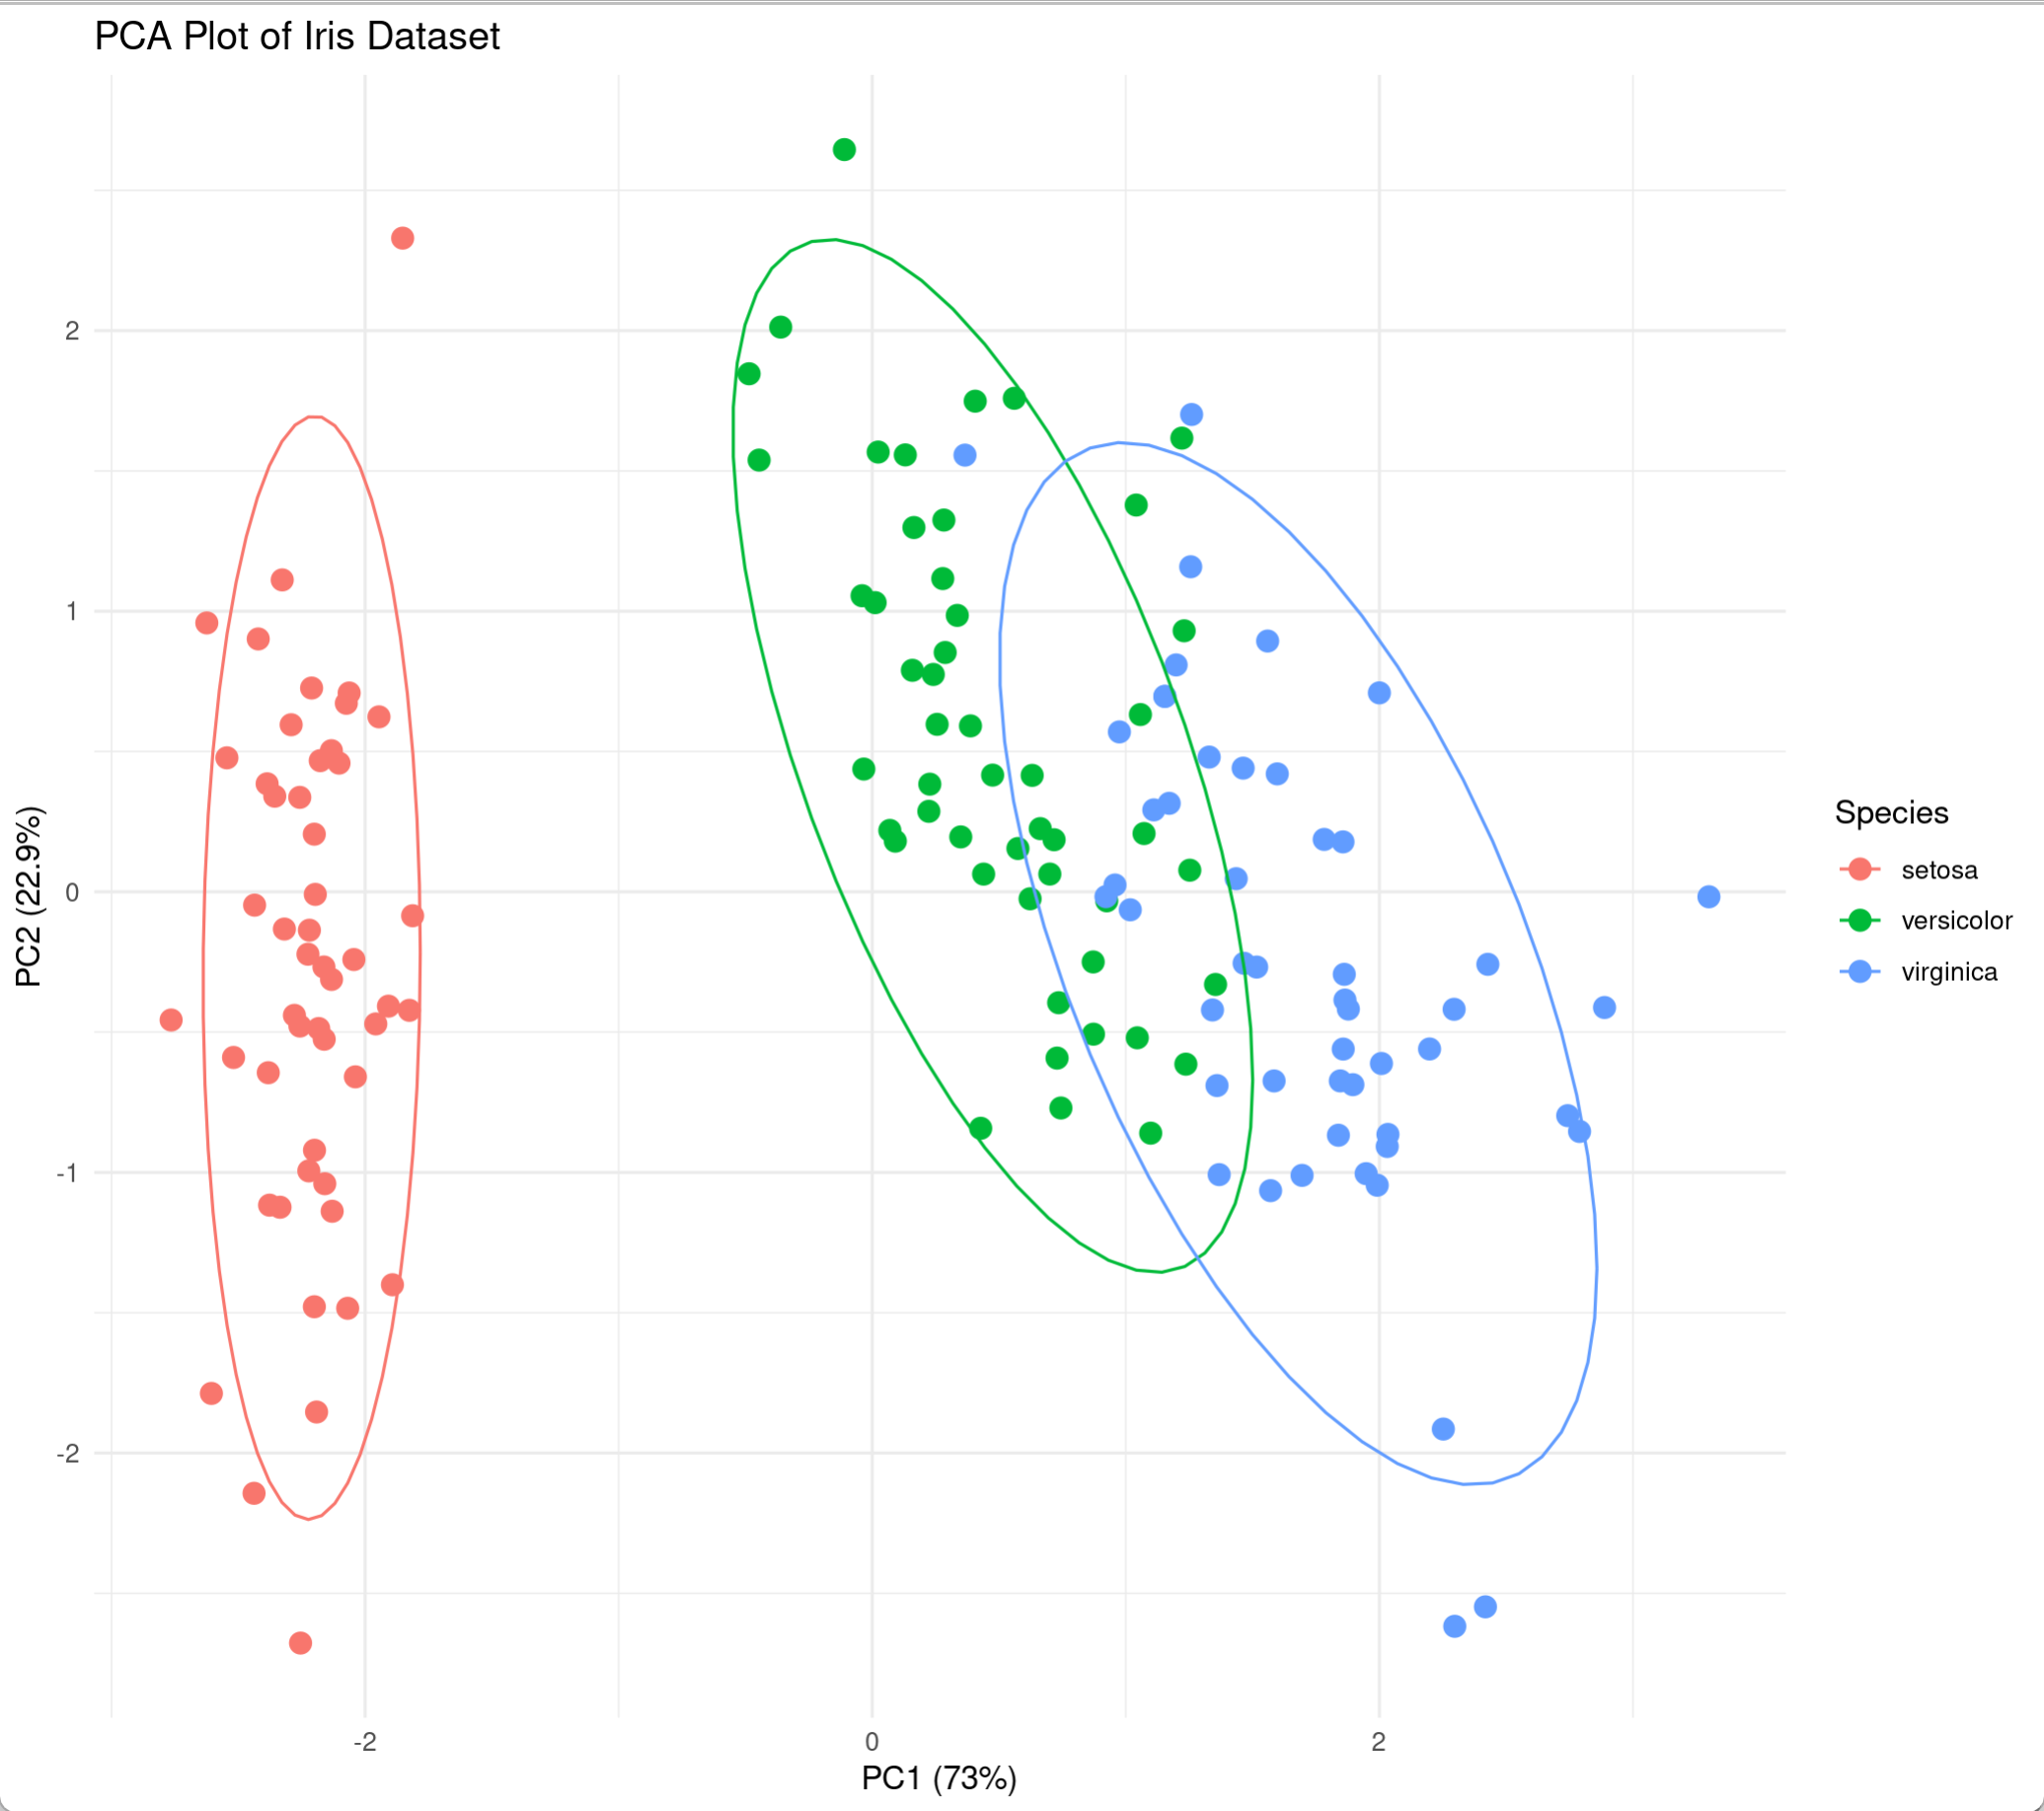 PCA Plot of Iris Dataset
2
1
0
-1
-2
PC2 (22.9%)
-2
0
2
PC1 (73%)
Species
setosa
versicolor
virginica